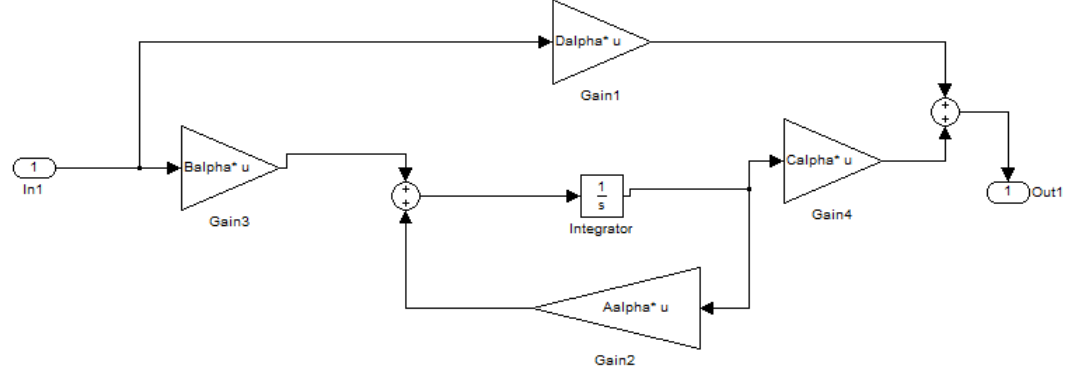 Dalpha* u
Gain1
+
+
1
In1
Balpha* u
Gain3
+
+
1
s
Integrator
Calpha* u
Gain4
1
Out1
Aalpha* u
Gain2